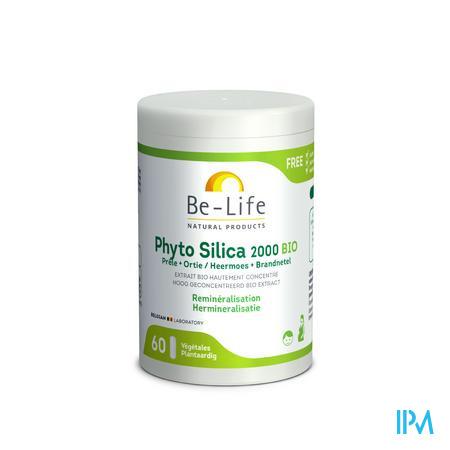 FREE
Be-Life
NATURAL PRODUCTS
Phyto Silica 2000 BIO
Prêle + Ortie / Heermoes + Brandnetel
EXTRAIT BIO HAUTEMENT CONCENTRÉ
HOOG GECONCENTREERD BIO EXTRACT
Reminéralisation
Hermineralisatie
BELGIAN LABORATORY
60 Végétales
Plantaardig
IPM